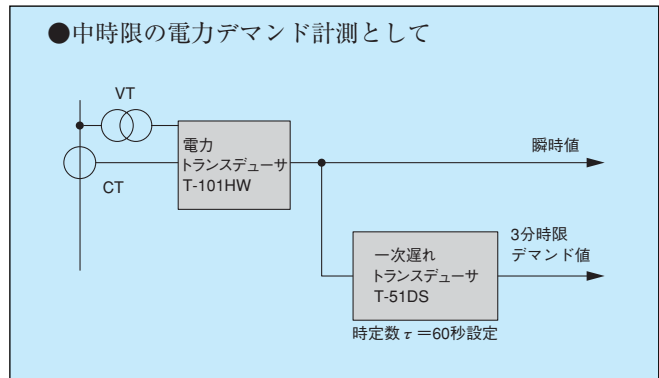 ●中時限の電力デマンド計測として
VT
CT
電力
トランスデューサ
T-101HW
瞬時値
一次遅れ
トランスデューサ
T-51DS
3分時限
デマンド値
時定数τ=60秒設定